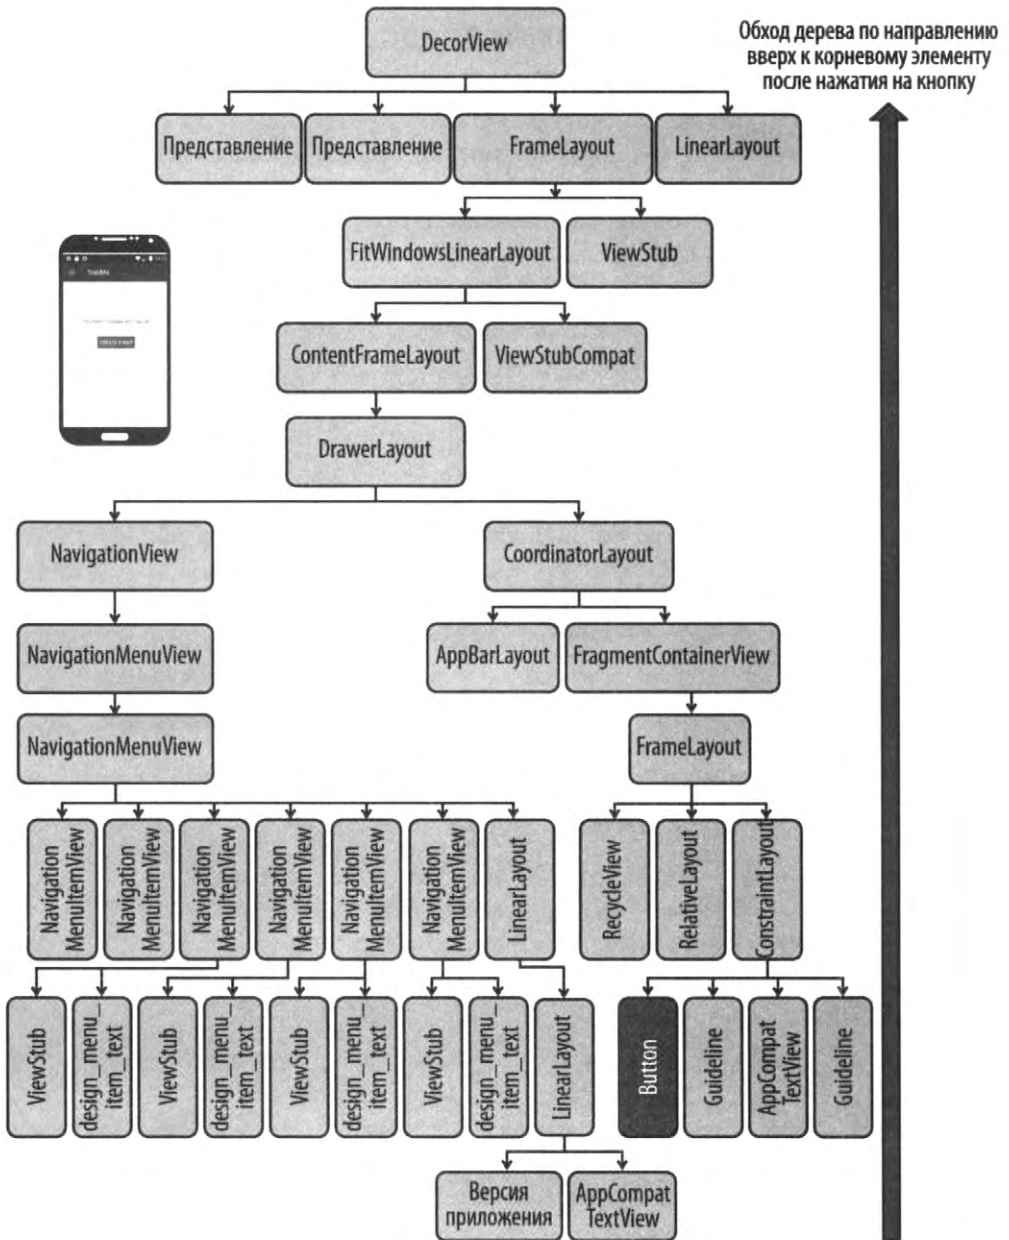 DecorView
Обход дерева по направлению
вверх к корневому элементу
после нажатия на кнопку
Представление
Представление
FrameLayout
LinearLayout
FitWindowsLinearLayout
ViewStub
ContentFrameLayout
ViewStubCompat
DrawerLayout
NavigationView
CoordinatorLayout
NavigationMenuView
AppBarLayout
FragmentContainerView
NavigationMenuView
FrameLayout
Navigation
MenuItemView
Navigation
MenuItemView
Navigation
MenuItemView
Navigation
MenuItemView
Navigation
MenuItemView
Navigation
MenuItemView
LinearLayout
RecycleView
RelativeLayout
ConstraintLayout
ViewStub
design_menu_
item_text
ViewStub
design_menu_
item_text
ViewStub
design_menu_
item_text
ViewStub
design_menu_
item_text
LinearLayout
Button
Guideline
AppCompat
TextView
Guideline
Версия
приложения
AppCompat
TextView